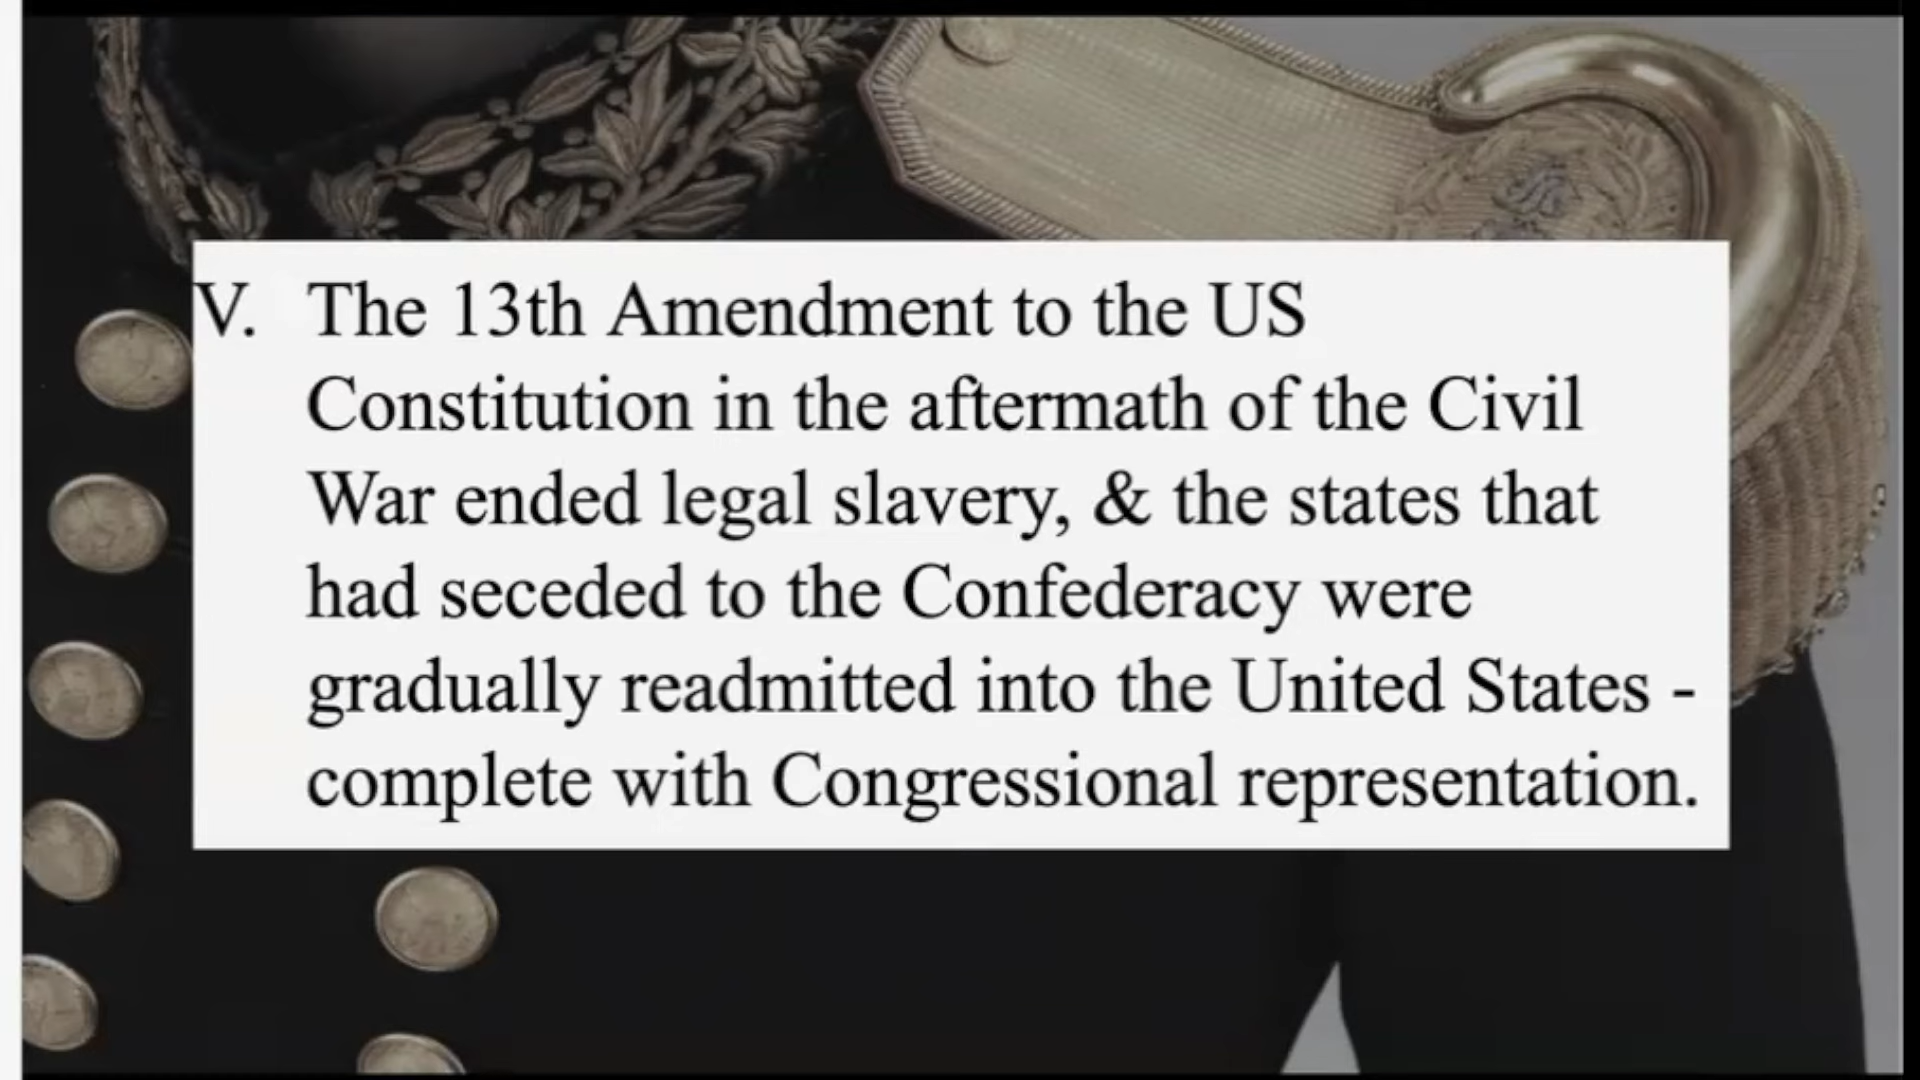 V. The 13th Amendment to the US
Constitution in the aftermath of the Civil
War ended legal slavery, & the states that
had seceded to the Confederacy were
gradually readmitted into the United States -
complete with Congressional representation.